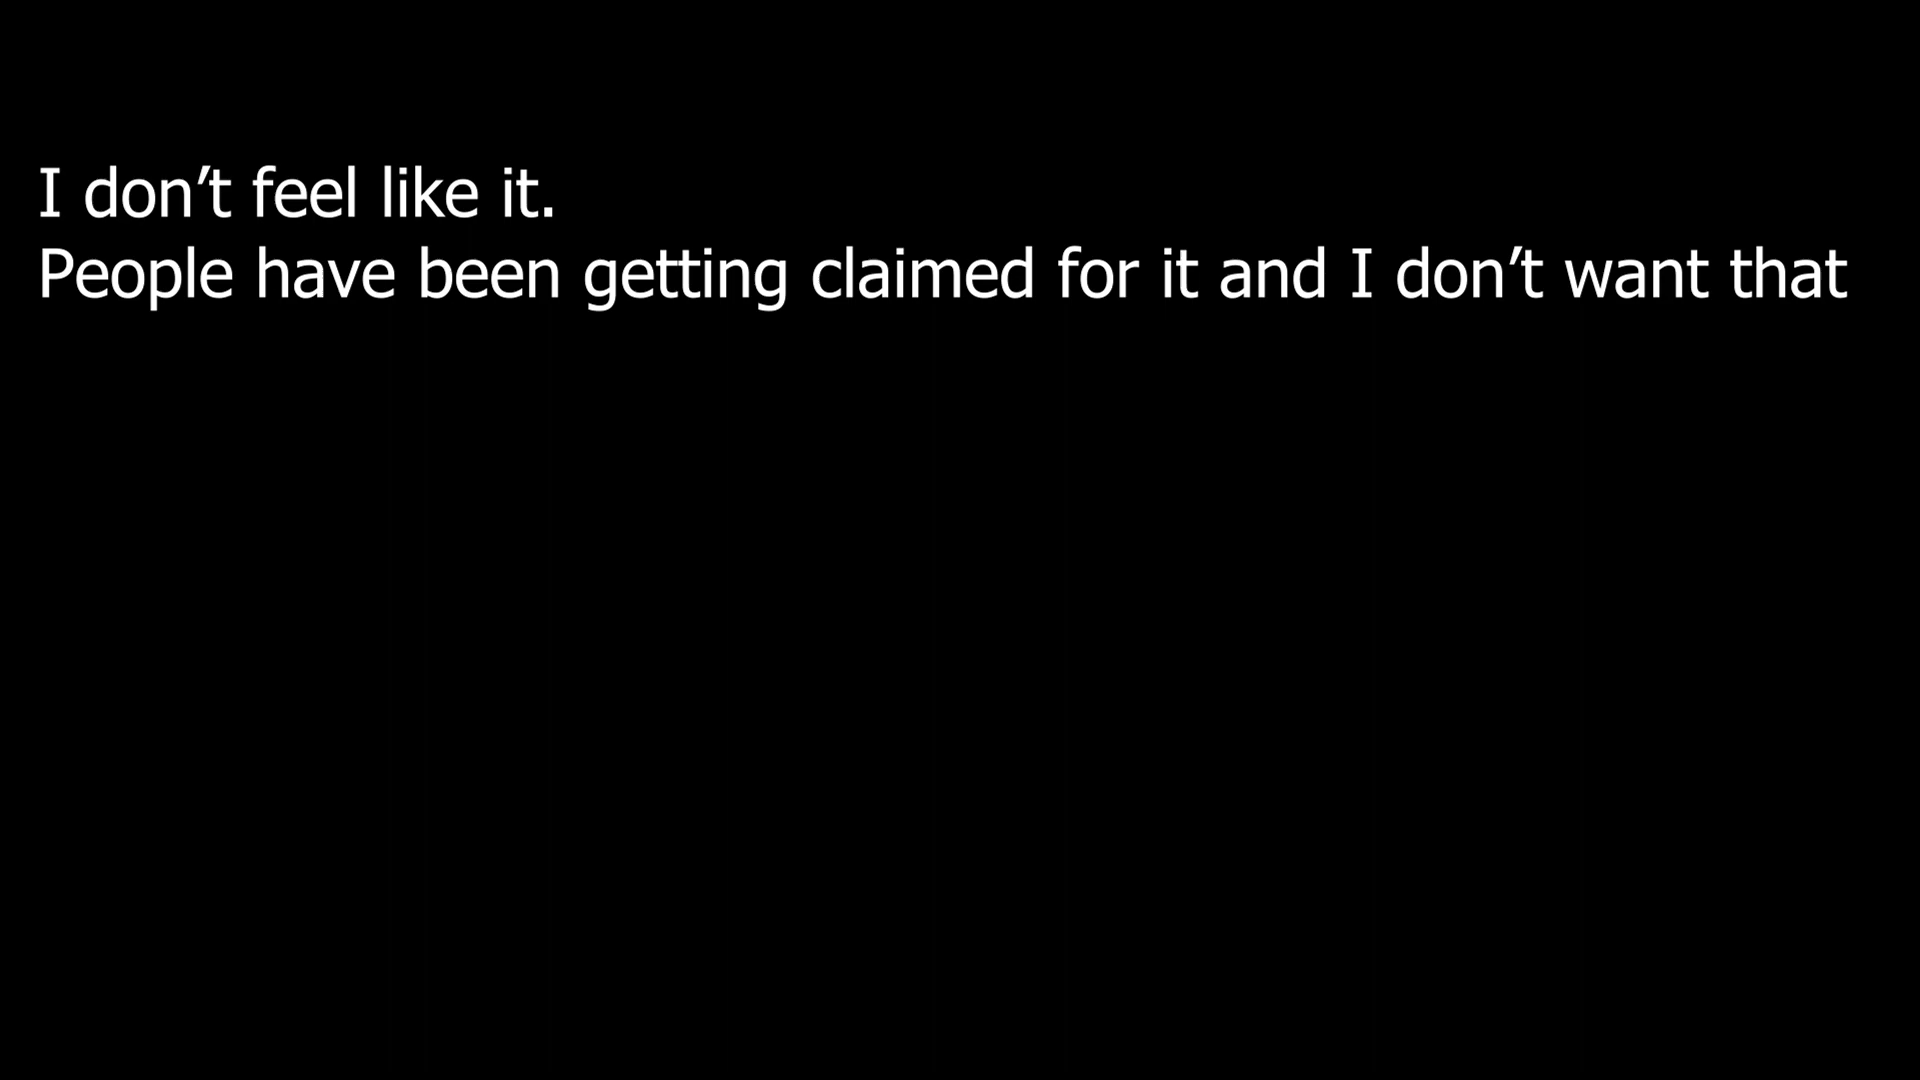 I don’t feel like it.
People have been getting claimed for it and I don’t want that